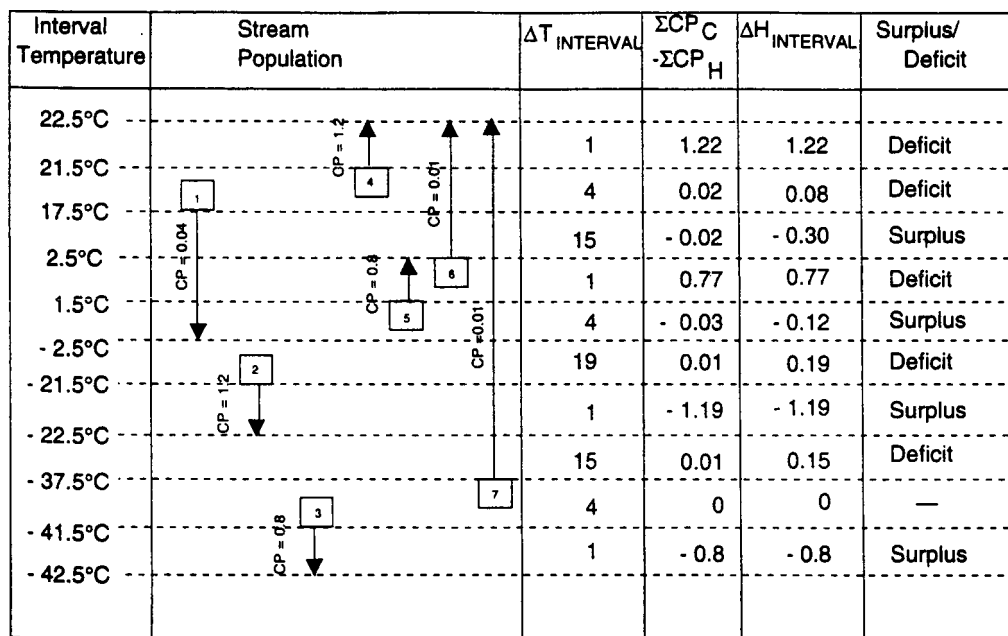 Interval Temperature
Stream Population
ΔT INTERVAL
ΣCP C -ΣCP H
ΔH INTERVAL
Surplus/ Deficit
22.5°C
1 1.22 1.22 Deficit
21.5°C
4 0.02 0.08 Deficit
17.5°C
15 - 0.02 - 0.30 Surplus
2.5°C
1 0.77 0.77 Deficit
1.5°C
4 - 0.03 - 0.12 Surplus
- 2.5°C
19 0.01 0.19 Deficit
- 21.5°C
1 - 1.19 - 1.19 Surplus
- 22.5°C
15 0.01 0.15 Deficit
- 37.5°C
4 0 0 —
- 41.5°C
1 - 0.8 - 0.8 Surplus
- 42.5°C
1
CP = 0.04
2
CP = 1.2
3
CP = 0.8
4
CP = 1.2
5
CP = 0.8
6
CP = 0.01
7
CP =0.01